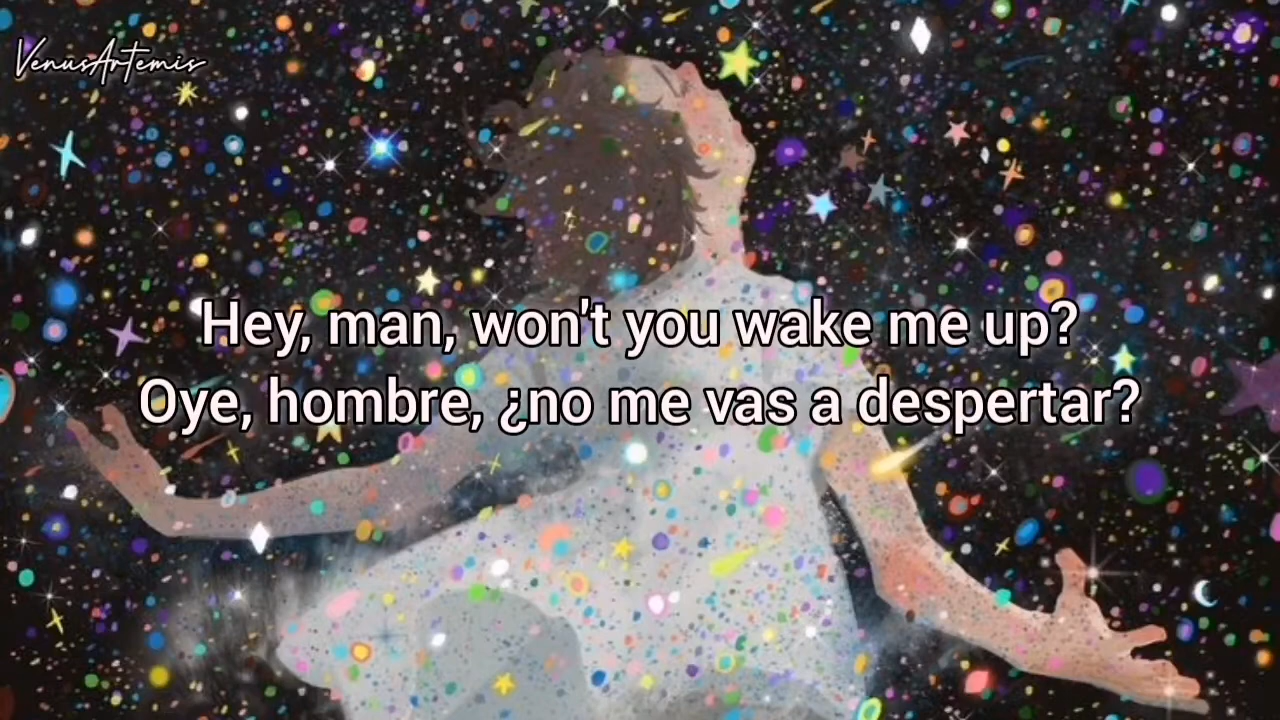 VenusArtemis
Hey, man, won't you wake me up?
Oye, hombre, ¿no me vas a despertar?